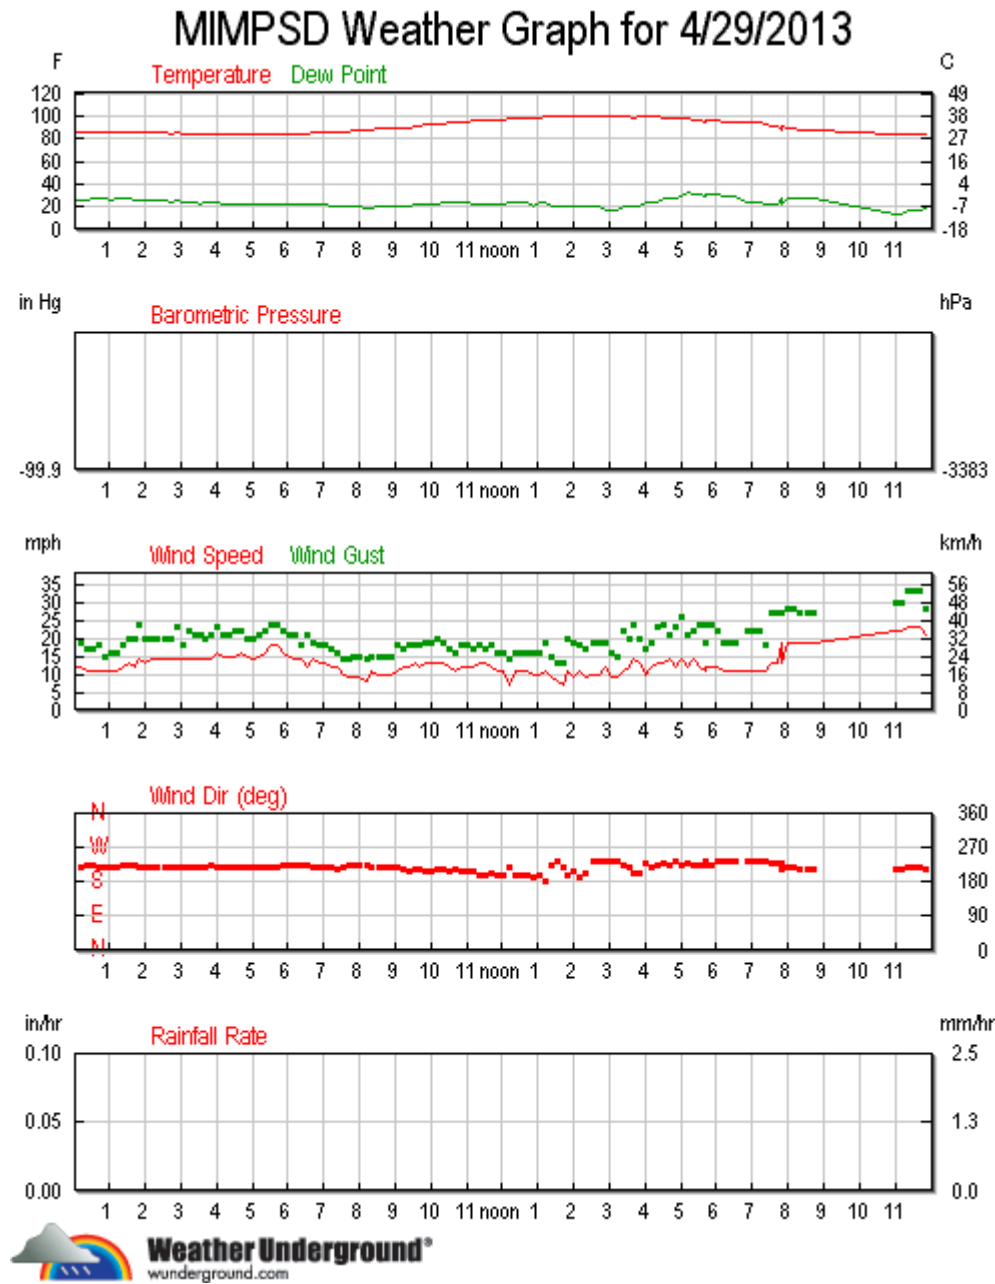 MIMPSD Weather Graph for 4/29/2013
F C
Temperature Dew Point
120 49
100 38
80 27
60 16
40 4
20 -7
0 -18
1 2 3 4 5 6 7 8 9 10 11 noon 1 2 3 4 5 6 7 8 9 10 11
in Hg hPa
Barometric Pressure
-99.9 -3383
1 2 3 4 5 6 7 8 9 10 11 noon 1 2 3 4 5 6 7 8 9 10 11
mph km/h
Wind Speed Wind Gust
35 56
30 48
25 40
20 32
15 24
10 16
5 8
0 0
1 2 3 4 5 6 7 8 9 10 11 noon 1 2 3 4 5 6 7 8 9 10 11
Wind Dir (deg)
N 360
W 270
S 180
E 90
N 0
1 2 3 4 5 6 7 8 9 10 11 noon 1 2 3 4 5 6 7 8 9 10 11
in/hr mm/hr
Rainfall Rate
0.10 2.5
0.05 1.3
0.00 0.0
1 2 3 4 5 6 7 8 9 10 11 noon 1 2 3 4 5 6 7 8 9 10 11
Weather Underground®
wunderground.com